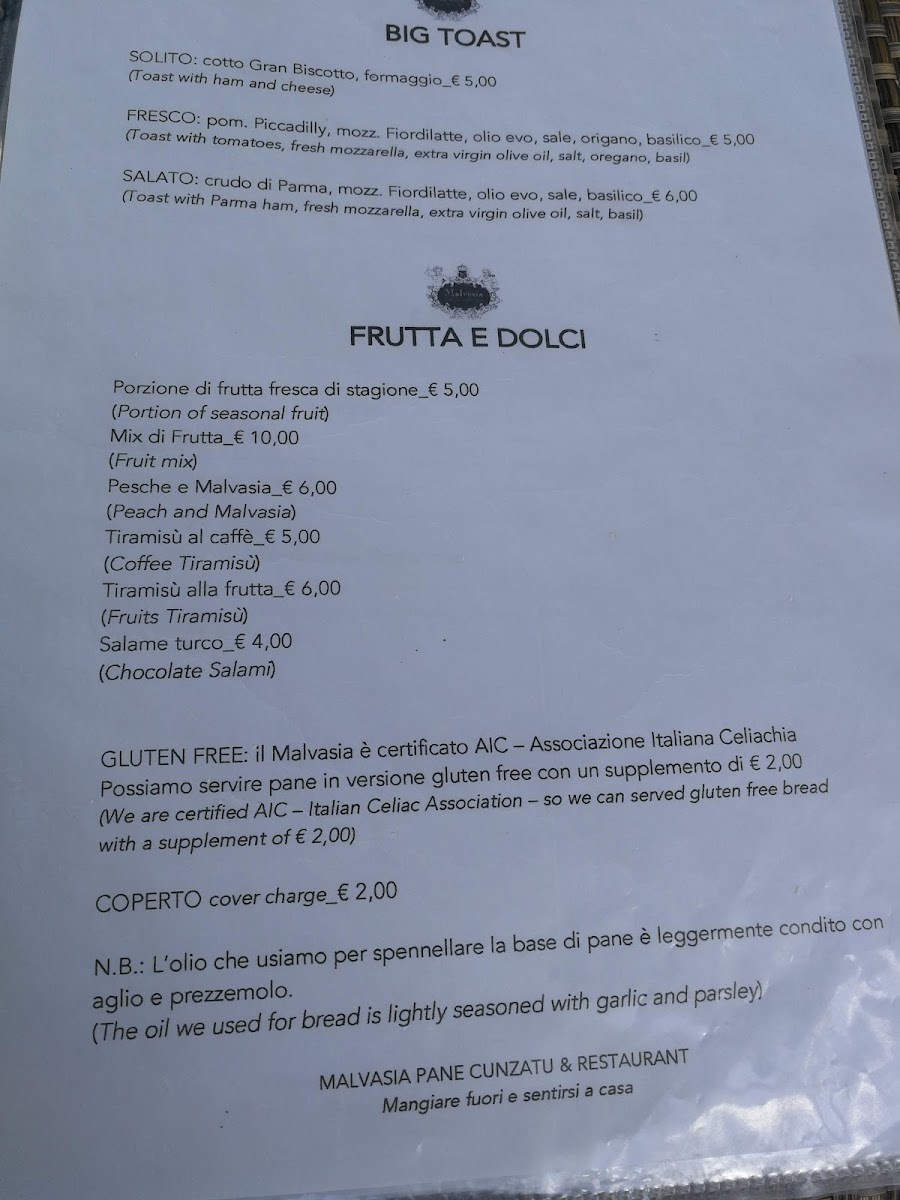 BIG TOAST
SOLITO: cotto Gran Biscotto, formaggio_€ 5,00
(Toast with ham and cheese)
FRESCO: pom. Piccadilly, mozz. Fiordilatte, olio evo, sale, origano, basilico_€ 5,00
(Toast with tomatoes, fresh mozzarella, extra virgin olive oil, salt, oregano, basil)
SALATO: crudo di Parma, mozz. Fiordilatte, olio evo, sale, basilico_€ 6,00
(Toast with Parma ham, fresh mozzarella, extra virgin olive oil, salt, basil)
Malvasia
FRUTTA E DOLCI
Porzione di frutta fresca di stagione_€ 5,00
(Portion of seasonal fruit)
Mix di Frutta_€ 10,00
(Fruit mix)
Pesche e Malvasia_€ 6,00
(Peach and Malvasia)
Tiramisù al caffè_€ 5,00
(Coffee Tiramisù)
Tiramisù alla frutta_€ 6,00
(Fruits Tiramisù)
Salame turco_€ 4,00
(Chocolate Salami)
GLUTEN FREE: il Malvasia è certificato AIC – Associazione Italiana Celiachia
Possiamo servire pane in versione gluten free con un supplemento di € 2,00
(We are certified AIC – Italian Celiac Association – so we can served gluten free bread
with a supplement of € 2,00)
COPERTO cover charge_€ 2,00
N.B.: L'olio che usiamo per spennellare la base di pane è leggermente condito con
aglio e prezzemolo.
(The oil we used for bread is lightly seasoned with garlic and parsley)
MALVASIA PANE CUNZATU & RESTAURANT
Mangiare fuori e sentirsi a casa